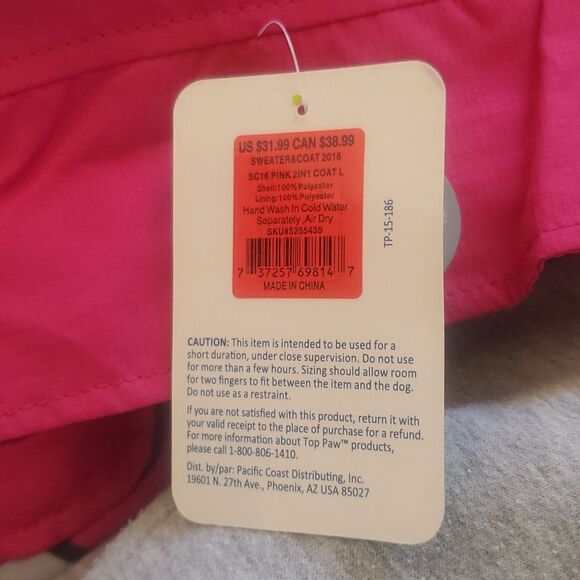 US $31.99 CAN $38.99
SWEATER&COAT 2016
SC16 PINK 2IN1 COAT L
Shell:100% Polyester
Lining:100% Polyester
Hand Wash In Cold Water
Separately ,Air Dry
SKU#5255439
7 37257 69814 7
MADE IN CHINA
TP-15-186
CAUTION: This item is intended to be used for a
short duration, under close supervision. Do not use
for more than a few hours. Sizing should allow room
for two fingers to fit between the item and the dog.
Do not use as a restraint.
If you are not satisfied with this product, return it with
your valid receipt to the place of purchase for a refund.
For more information about Top Paw™ products,
please call 1-800-806-1410.
Dist. by/par: Pacific Coast Distributing, Inc.
19601 N. 27th Ave., Phoenix, AZ USA 85027